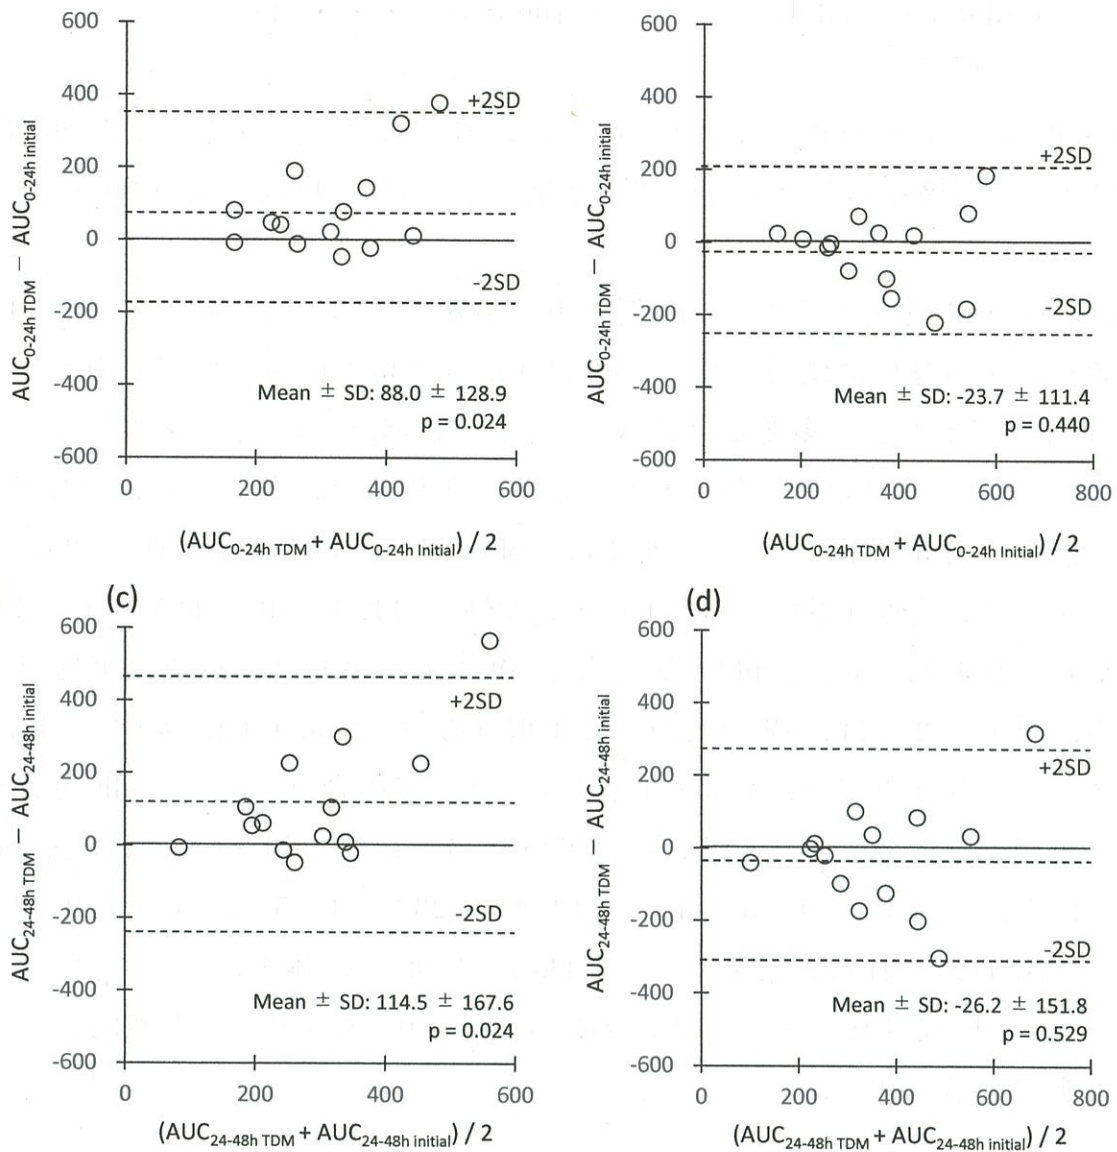 600
400
200
0
-200
-400
-600
0
200
400
600
+2SD
-2SD
Mean ± SD: 88.0 ± 128.9
p = 0.024
AUC0-24h TDM − AUC0-24h initial
(AUC0-24h TDM + AUC0-24h Initial) / 2
600
400
200
0
-200
-400
-600
0
200
400
600
800
+2SD
-2SD
Mean ± SD: -23.7 ± 111.4
p = 0.440
AUC0-24h TDM − AUC0-24h initial
(AUC0-24h TDM + AUC0-24h Initial) / 2
(c)
600
400
200
0
-200
-400
-600
0
200
400
600
+2SD
-2SD
Mean ± SD: 114.5 ± 167.6
p = 0.024
AUC24-48h TDM − AUC24-48h initial
(AUC24-48h TDM + AUC24-48h initial) / 2
(d)
600
400
200
0
-200
-400
-600
0
200
400
600
800
+2SD
-2SD
Mean ± SD: -26.2 ± 151.8
p = 0.529
AUC24-48h TDM − AUC24-48h initial
(AUC24-48h TDM + AUC24-48h initial) / 2